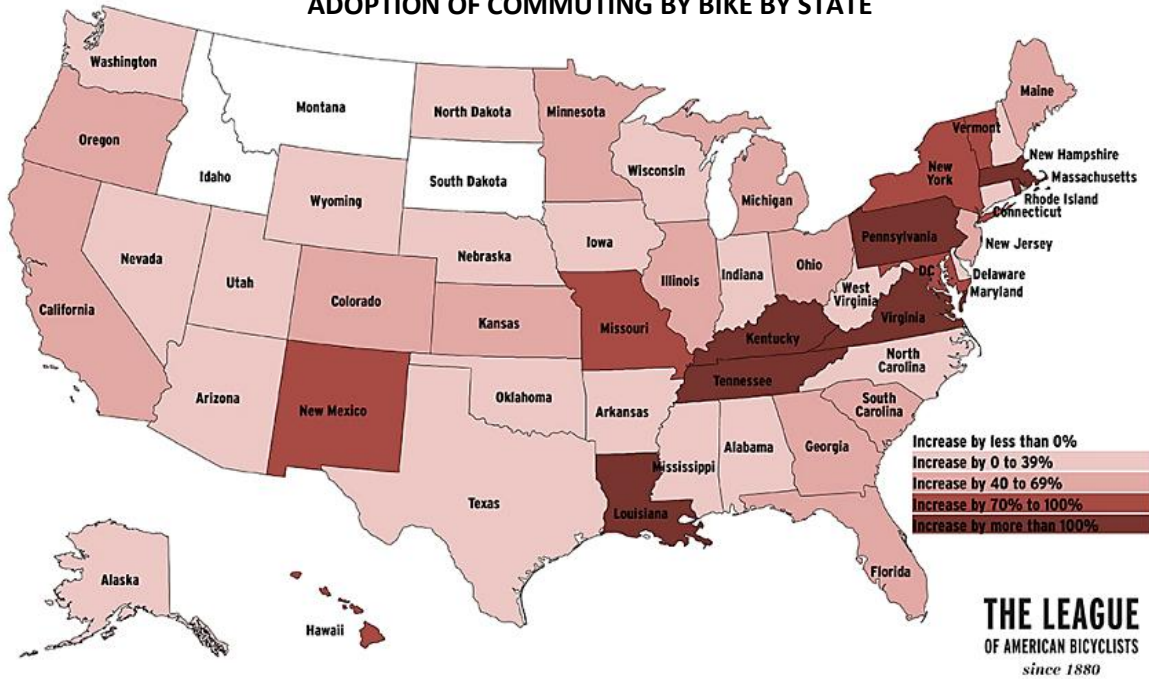 ADOPTION OF COMMUTING BY BIKE BY STATE
Washington
Montana
North Dakota
Minnesota
Maine
Vermont
Oregon
Idaho
South Dakota
Wisconsin
Michigan
New
York
New Hampshire
Massachusetts
Rhode Island
Connecticut
Wyoming
Iowa
Pennsylvania
New Jersey
Nevada
Utah
Nebraska
Illinois
Indiana
Ohio
DC
Delaware
Maryland
West
Virginia
California
Colorado
Kansas
Missouri
Kentucky
Virginia
Arizona
New Mexico
Oklahoma
Arkansas
Tennessee
North
Carolina
South
Carolina
Texas
Louisiana
Mississippi
Alabama
Georgia
Florida
Increase by less than 0%
Increase by 0 to 39%
Increase by 40 to 69%
Increase by 70% to 100%
Increase by more than 100%
Alaska
Hawaii
THE LEAGUE
OF AMERICAN BICYCLISTS
since 1880